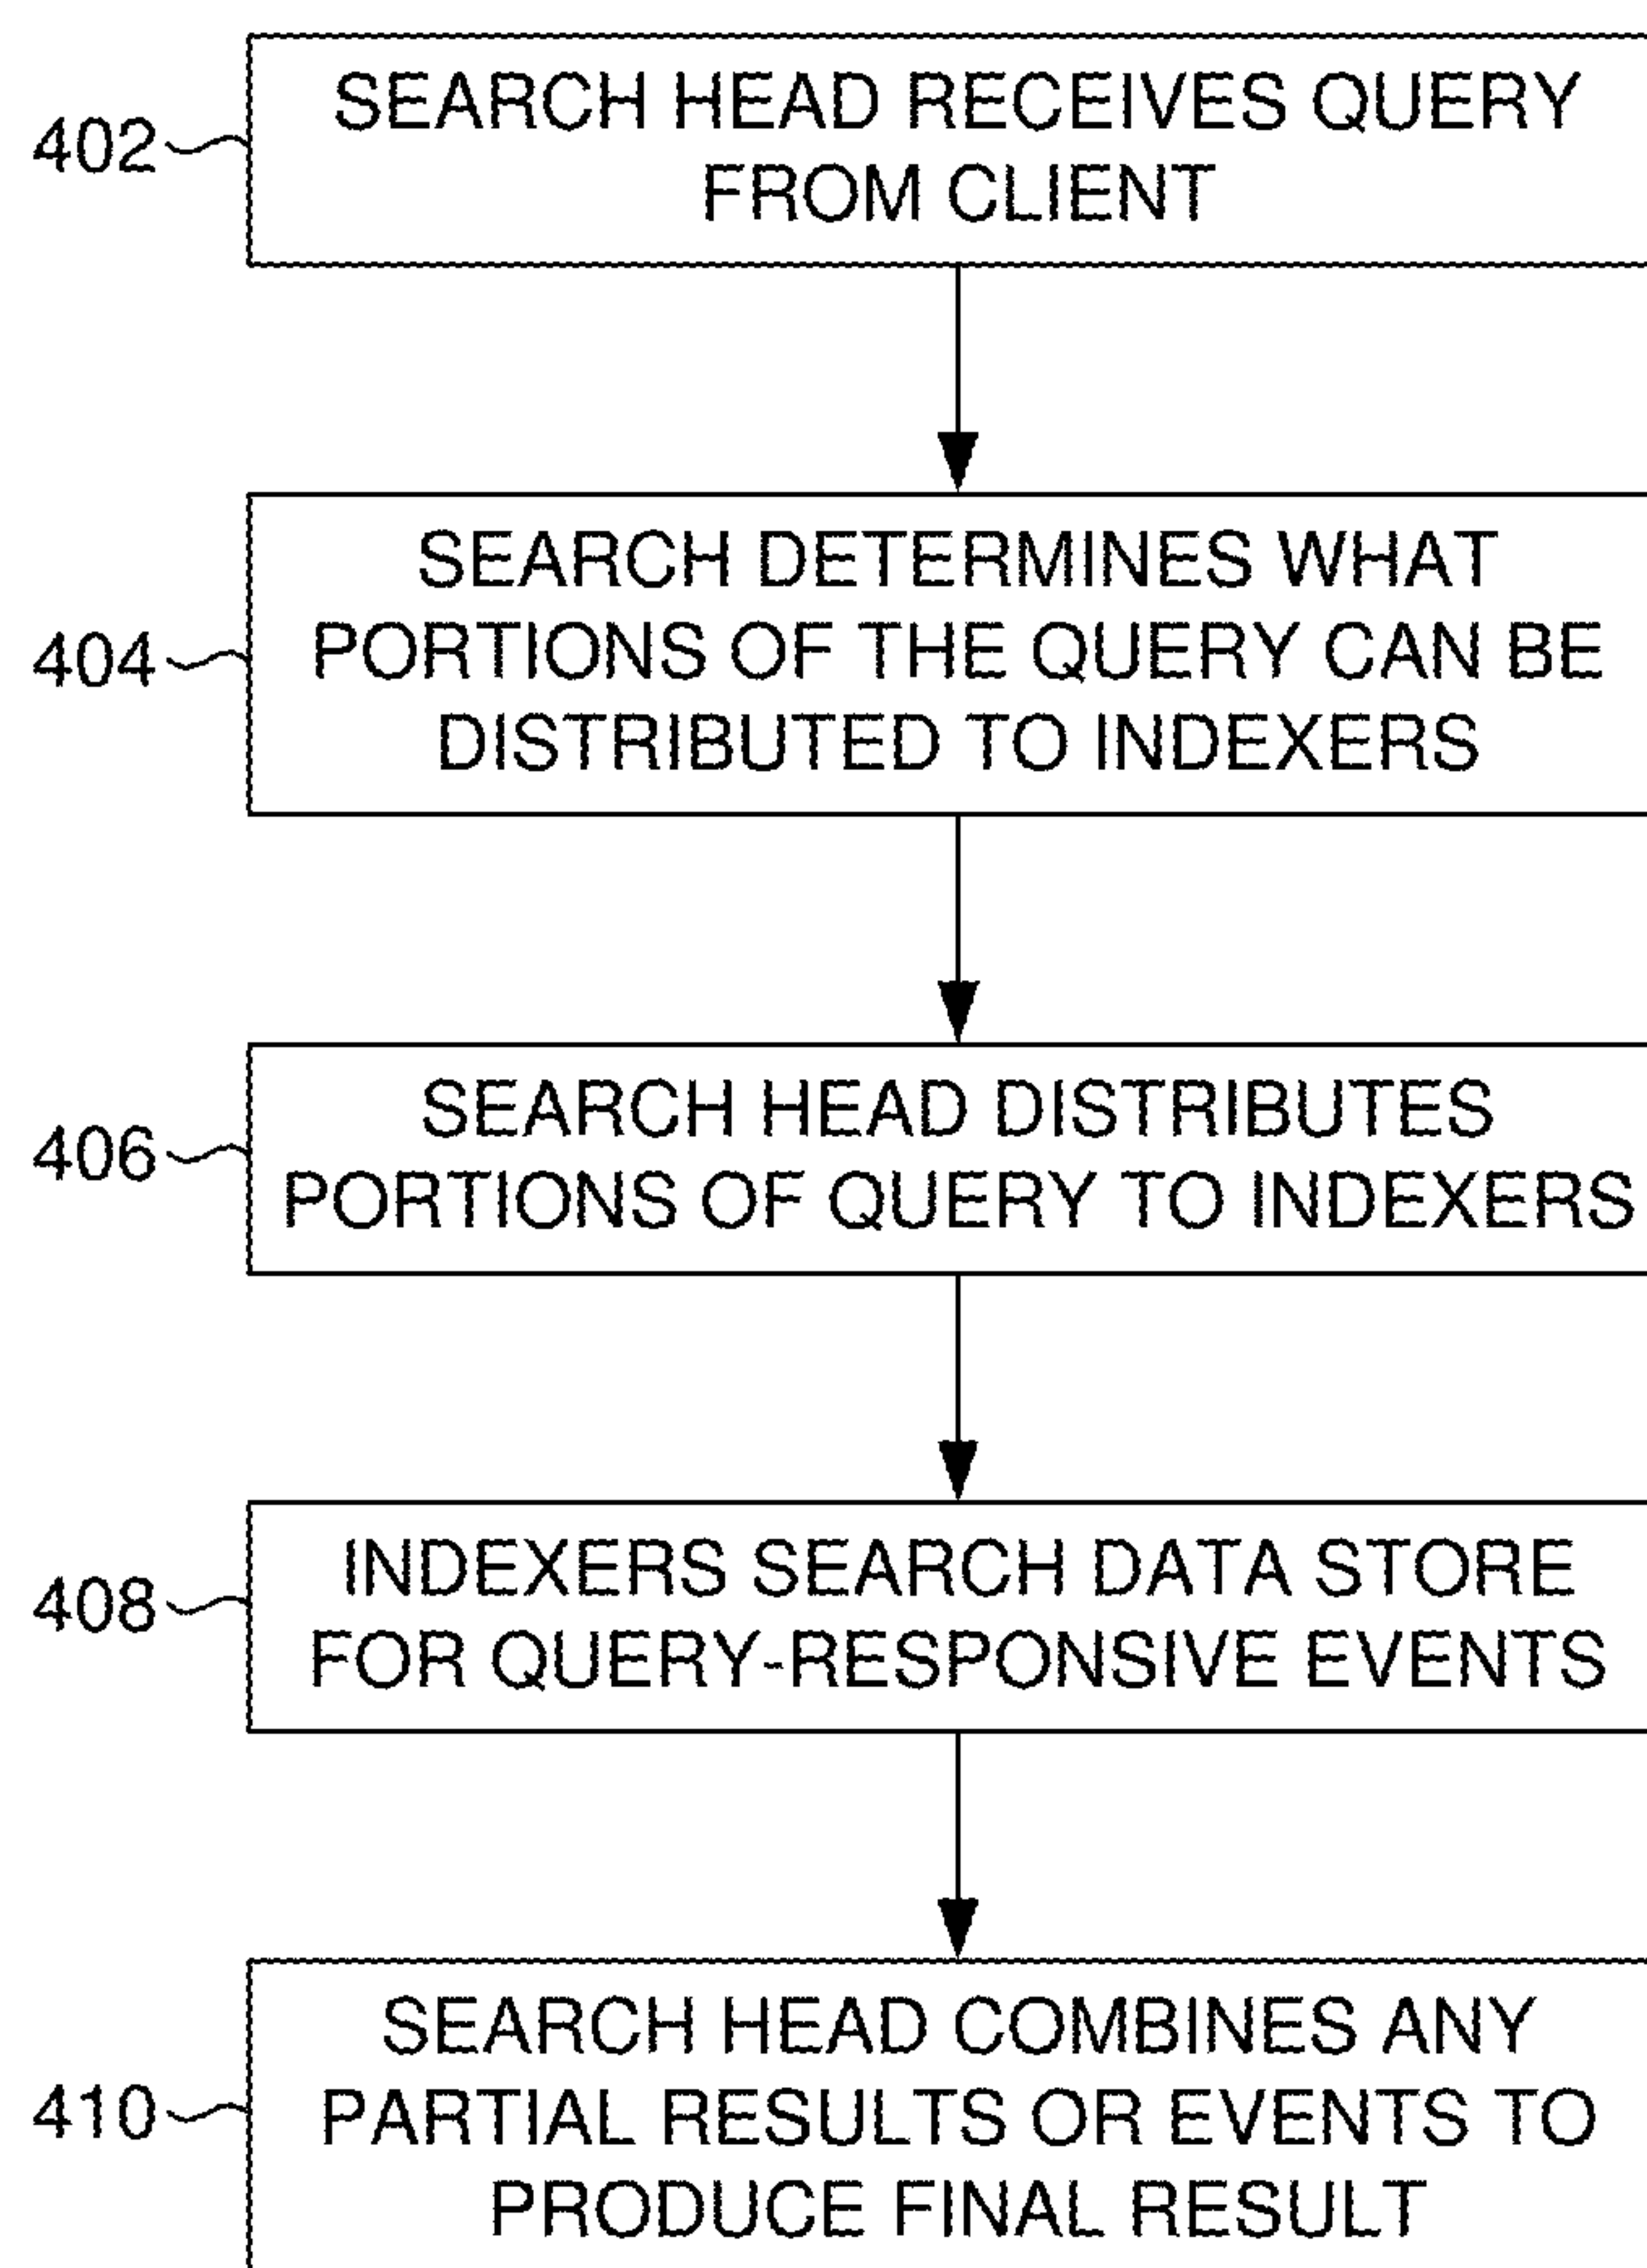 402
SEARCH HEAD RECEIVES QUERY
FROM CLIENT
404
SEARCH DETERMINES WHAT
PORTIONS OF THE QUERY CAN BE
DISTRIBUTED TO INDEXERS
406
SEARCH HEAD DISTRIBUTES
PORTIONS OF QUERY TO INDEXERS
408
INDEXERS SEARCH DATA STORE
FOR QUERY-RESPONSIVE EVENTS
410
SEARCH HEAD COMBINES ANY
PARTIAL RESULTS OR EVENTS TO
PRODUCE FINAL RESULT